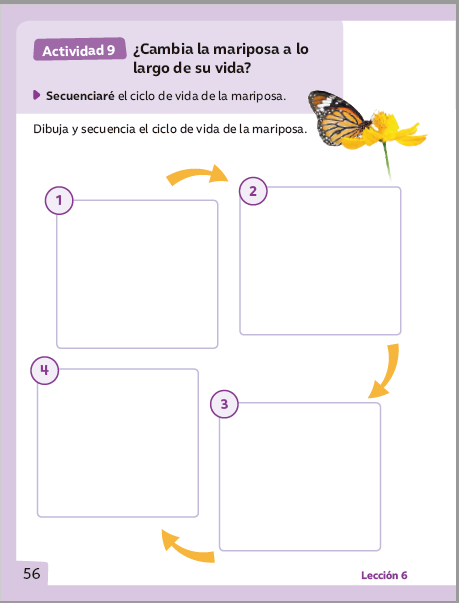 Actividad 9
¿Cambia la mariposa a lo
largo de su vida?
Secuenciaré el ciclo de vida de la mariposa.
Dibuja y secuencia el ciclo de vida de la mariposa.
1
2
4
3
56
Lección 6